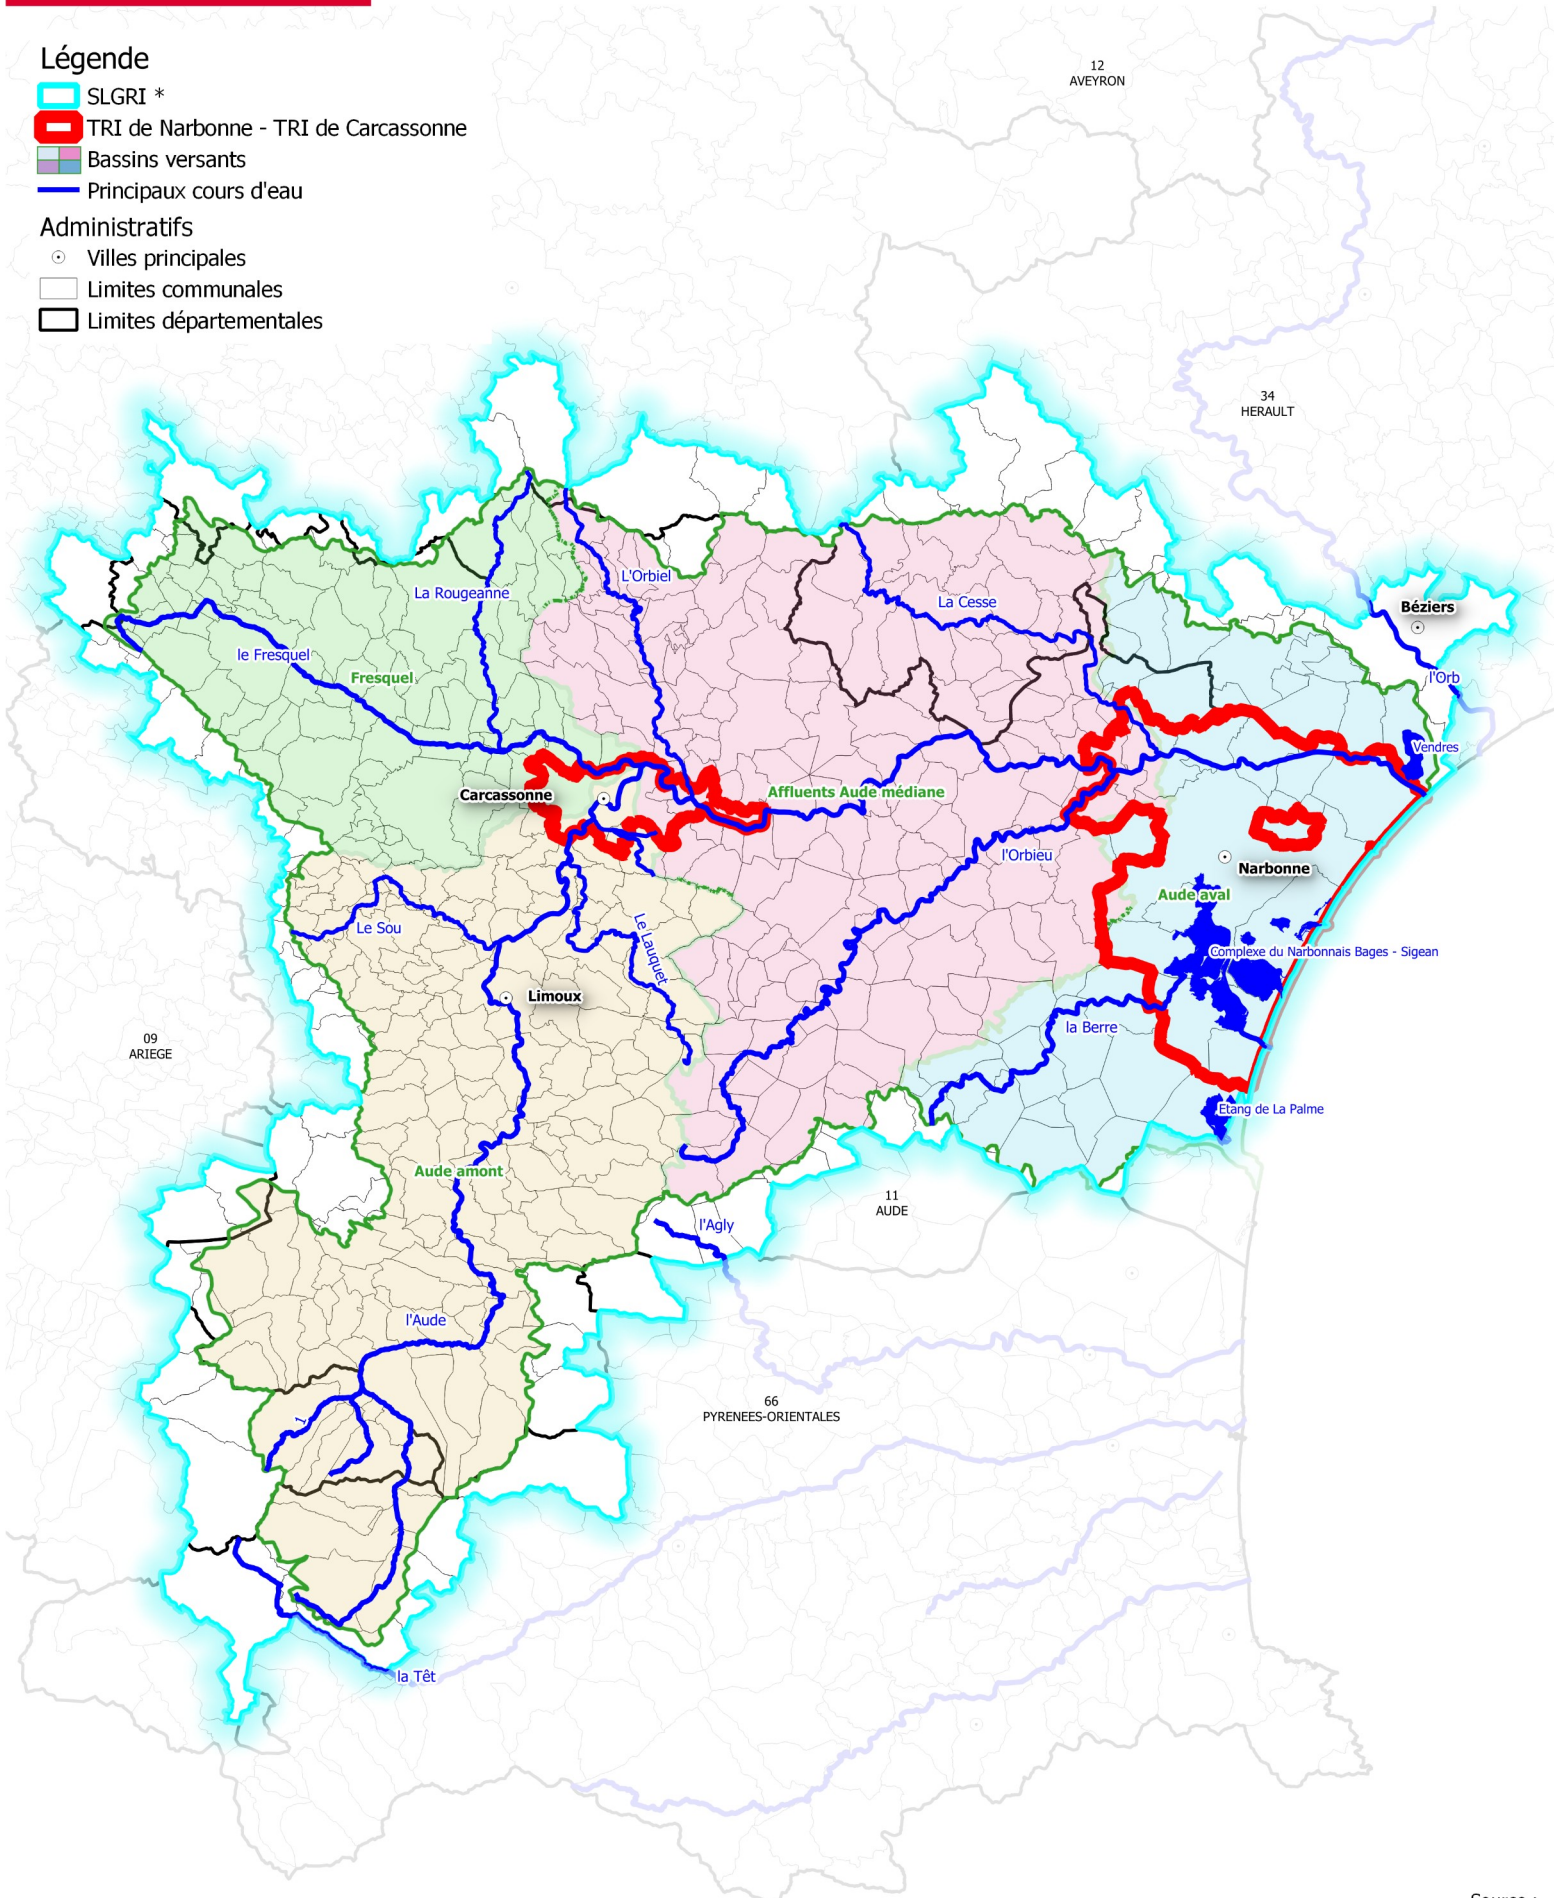 Légende
SLGRI *
TRI de Narbonne - TRI de Carcassonne
Bassins versants
Principaux cours d'eau
Administratifs
Villes principales
Limites communales
Limites départementales
12
AVEYRON
34
HERAULT
L'Orbiel
La Rougeanne
La Cesse
Béziers
le Fresquel
Fresquel
l'Orb
Vendres
Carcassonne
Affluents Aude médiane
l'Orbieu
Narbonne
Aude aval
Le Sou
Le Lauquet
Complexe du Narbonnais Bages - Sigean
Limoux
la Berre
09
ARIEGE
Etang de La Palme
Aude amont
11
AUDE
l'Agly
l'Aude
66
PYRENEES-ORIENTALES
1
la Têt